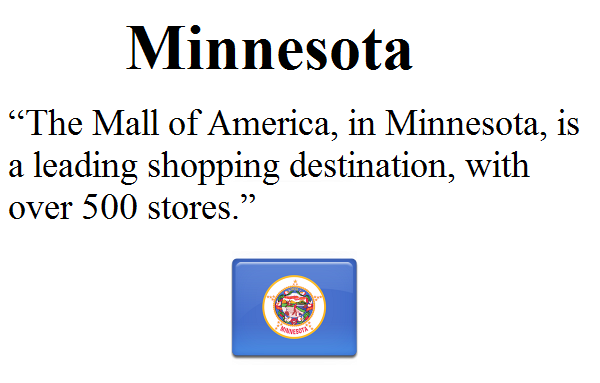 Minnesota
“The Mall of America, in Minnesota, is
a leading shopping destination, with
over 500 stores.”
MINNESOTA